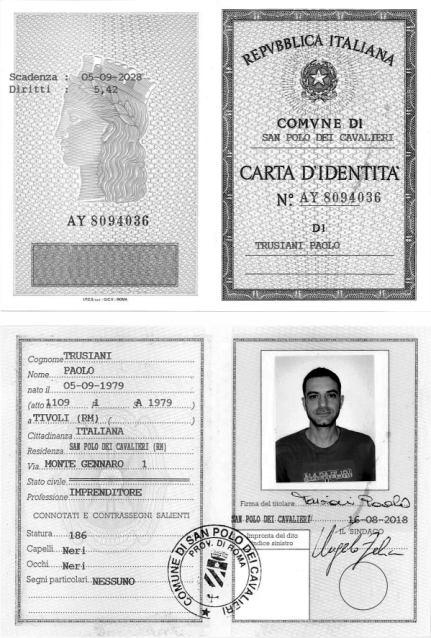 Scadenza : 05-09-2028
Diritti : 5,42
AY 8094036
I.P.Z.S. S.p.A. - O.C.V. - ROMA
REPVBBLICA ITALIANA
COMVNE DI
SAN POLO DEI CAVALIERI
CARTA D'IDENTITA'
N° AY 8094036
DI
TRUSIANI PAOLO
Cognome TRUSIANI
Nome PAOLO
nato il 05-09-1979
(atto 1109 1 A 1979 )
a TIVOLI (RM) ( )
Cittadinanza ITALIANA
Residenza SAN POLO DEI CAVALIERI (RM)
Via MONTE GENNARO 1
Stato civile
Professione IMPRENDITORE
CONNOTATI E CONTRASSEGNI SALIENTI
Statura 186
Capelli Neri
Occhi Neri
Segni particolari NESSUNO
Firma del titolare Trusiani Paolo
SAN POLO DEI CAVALIERI 16-08-2018
Impronta del dito
indice sinistro
IL SINDACO
COMUNE DI SAN POLO DEI CAVALIERI
PROV. DI ROMA